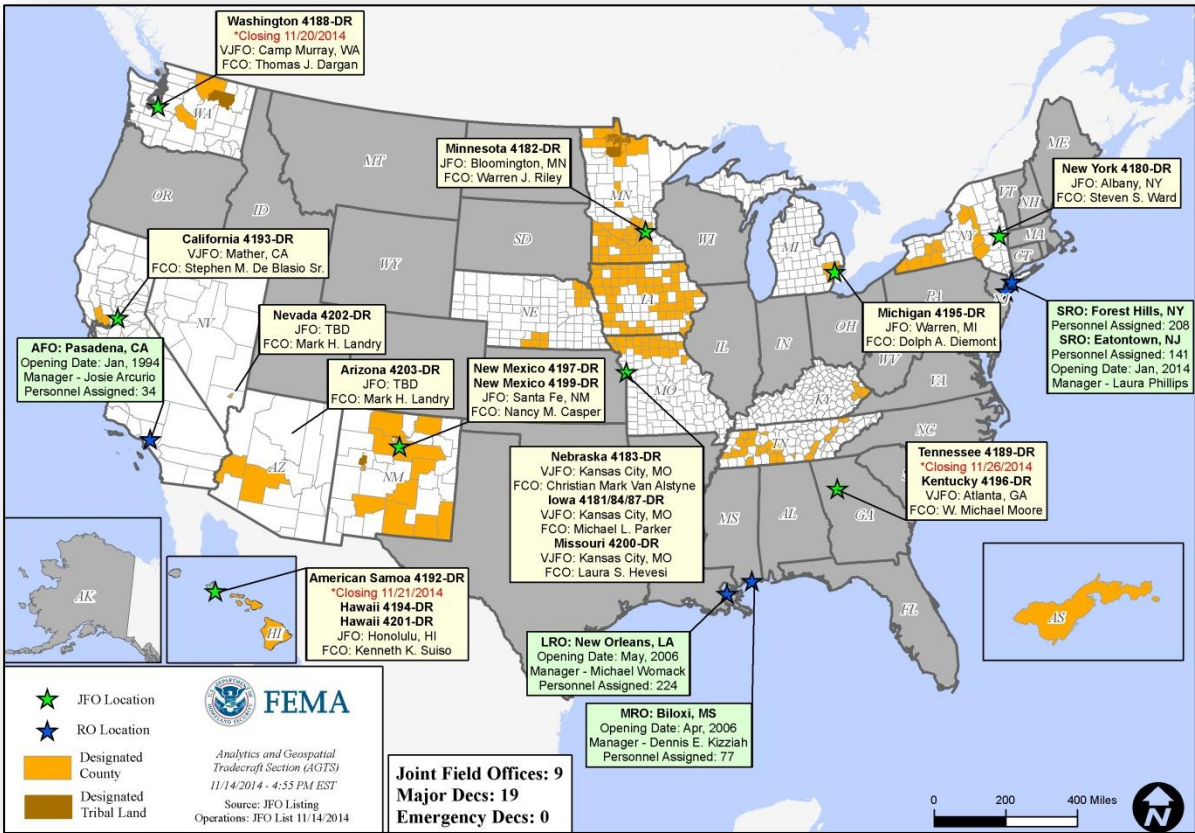 Washington 4188-DR
*Closing 11/20/2014
VJFO: Camp Murray, WA
FCO: Thomas J. Dargan
Minnesota 4182-DR
JFO: Bloomington, MN
FCO: Warren J. Riley
New York 4180-DR
JFO: Albany, NY
FCO: Steven S. Ward
California 4193-DR
VJFO: Mather, CA
FCO: Stephen M. De Blasio Sr.
Nevada 4202-DR
JFO: TBD
FCO: Mark H. Landry
Arizona 4203-DR
JFO: TBD
FCO: Mark H. Landry
New Mexico 4197-DR
New Mexico 4199-DR
JFO: Santa Fe, NM
FCO: Nancy M. Casper
Michigan 4195-DR
JFO: Warren, MI
FCO: Dolph A. Diemont
SRO: Forest Hills, NY
Personnel Assigned: 208
SRO: Eatontown, NJ
Personnel Assigned: 141
Opening Date: Jan, 2014
Manager - Laura Phillips
AFO: Pasadena, CA
Opening Date: Jan, 1994
Manager - Josie Arcurio
Personnel Assigned: 34
Nebraska 4183-DR
VJFO: Kansas City, MO
FCO: Christian Mark Van Alstyne
Iowa 4181/84/87-DR
VJFO: Kansas City, MO
FCO: Michael L. Parker
Missouri 4200-DR
VJFO: Kansas City, MO
FCO: Laura S. Hevesi
Tennessee 4189-DR
*Closing 11/26/2014
Kentucky 4196-DR
VJFO: Atlanta, GA
FCO: W. Michael Moore
American Samoa 4192-DR
*Closing 11/21/2014
Hawaii 4194-DR
Hawaii 4201-DR
JFO: Honolulu, HI
FCO: Kenneth K. Suiso
LRO: New Orleans, LA
Opening Date: May, 2006
Manager - Michael Womack
Personnel Assigned: 224
MRO: Biloxi, MS
Opening Date: Apr, 2006
Manager - Dennis E. Kizziah
Personnel Assigned: 77
WA
OR
ID
MT
WY
SD
MN
WI
MI
NY
VT
NH
ME
MA
CT
NJ
PA
OH
IN
IL
IA
NE
NV
AZ
NM
MO
KY
WV
VA
NC
TN
MS
AL
GA
FL
AK
HI
AS
JFO Location
RO Location
Designated
County
Designated
Tribal Land
FEMA
Analytics and Geospatial
Tradecraft Section (AGTS)
11/14/2014 - 4:55 PM EST
Source: JFO Listing
Operations: JFO List 11/14/2014
Joint Field Offices: 9
Major Decs: 19
Emergency Decs: 0
0 200 400 Miles
N